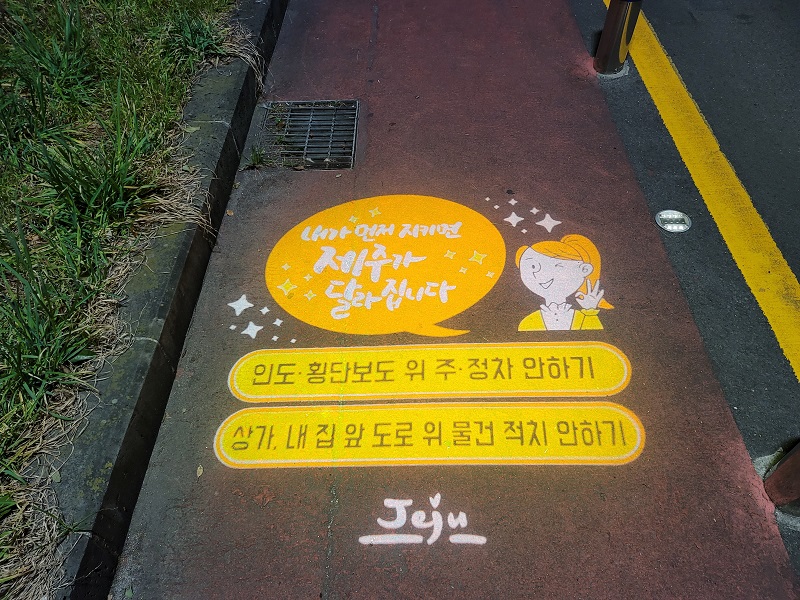 내가 먼저 지키면
제주가
달라집니다
인도·횡단보도 위 주·정차 안하기
상가, 내 집 앞 도로 위 물건 적치 안하기
Jeju